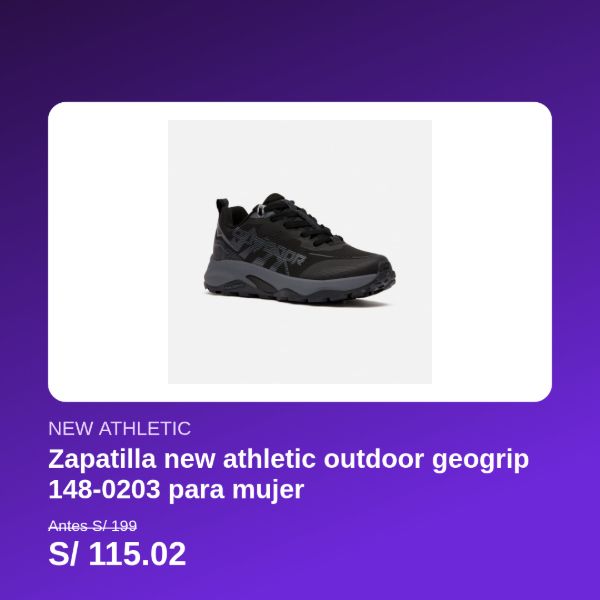 NEW ATHLETIC
Zapatilla new athletic outdoor geogrip
148-0203 para mujer
Antes S/ 199
S/ 115.02